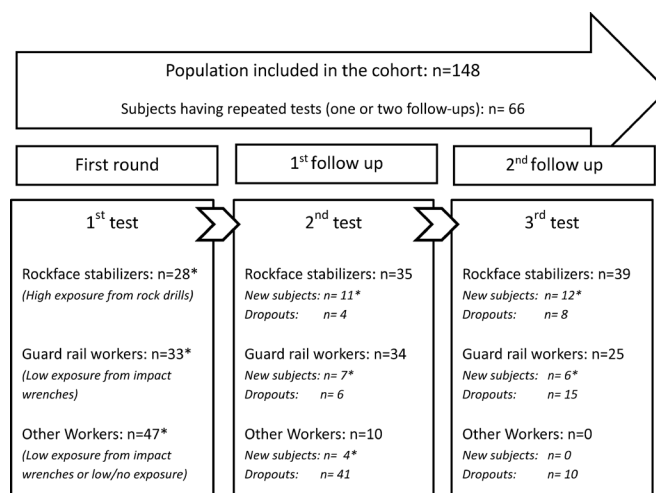 Population included in the cohort: n=148
Subjects having repeated tests (one or two follow-ups): n= 66
First round
1st follow up
2nd follow up
1st test
Rockface stabilizers: n=28*
(High exposure from rock drills)
Guard rail workers: n=33*
(Low exposure from impact
wrenches)
Other Workers: n=47*
(Low exposure from impact
wrenches or low/no exposure)
2nd test
Rockface stabilizers: n=35
New subjects: n= 11*
Dropouts: n= 4
Guard rail workers: n=34
New subjects: n= 7*
Dropouts: n= 6
Other Workers: n=10
New subjects: n= 4*
Dropouts: n= 41
3rd test
Rockface stabilizers: n=39
New subjects: n= 12*
Dropouts: n= 8
Guard rail workers: n=25
New subjects: n= 6*
Dropouts: n= 15
Other Workers: n=0
New subjects: n= 0
Dropouts: n= 10